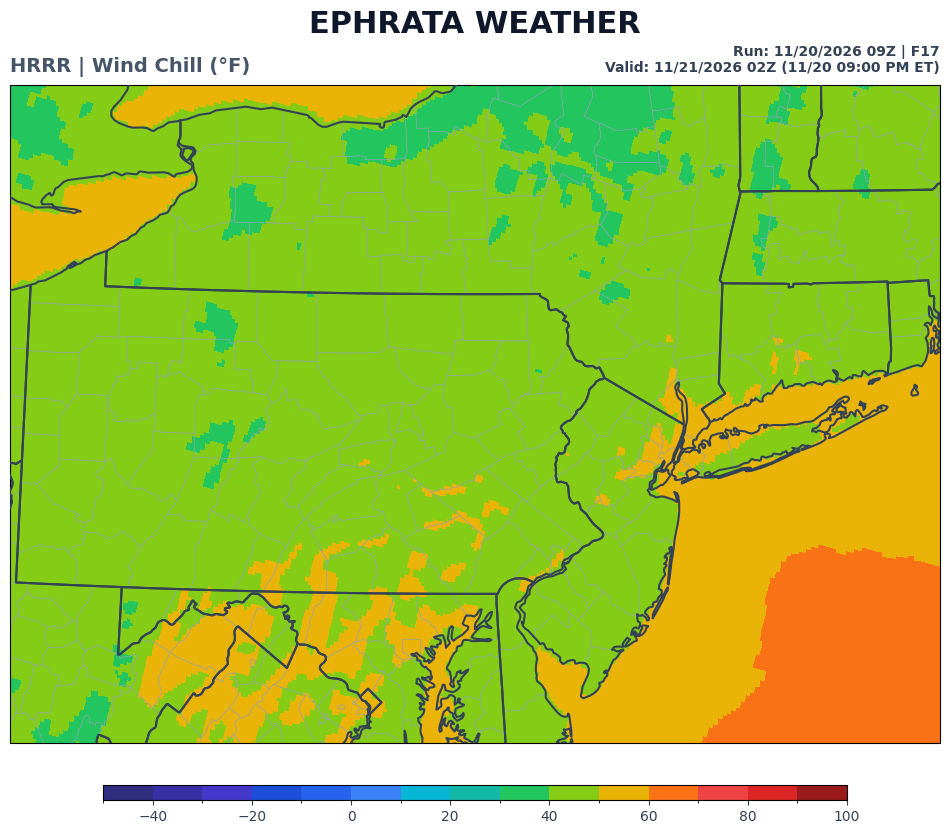 EPHRATA WEATHER
Run: 11/20/2026 09Z | F17
HRRR | Wind Chill (°F)
Valid: 11/21/2026 02Z (11/20 09:00 PM ET)
−40 −20 0 20 40 60 80 100